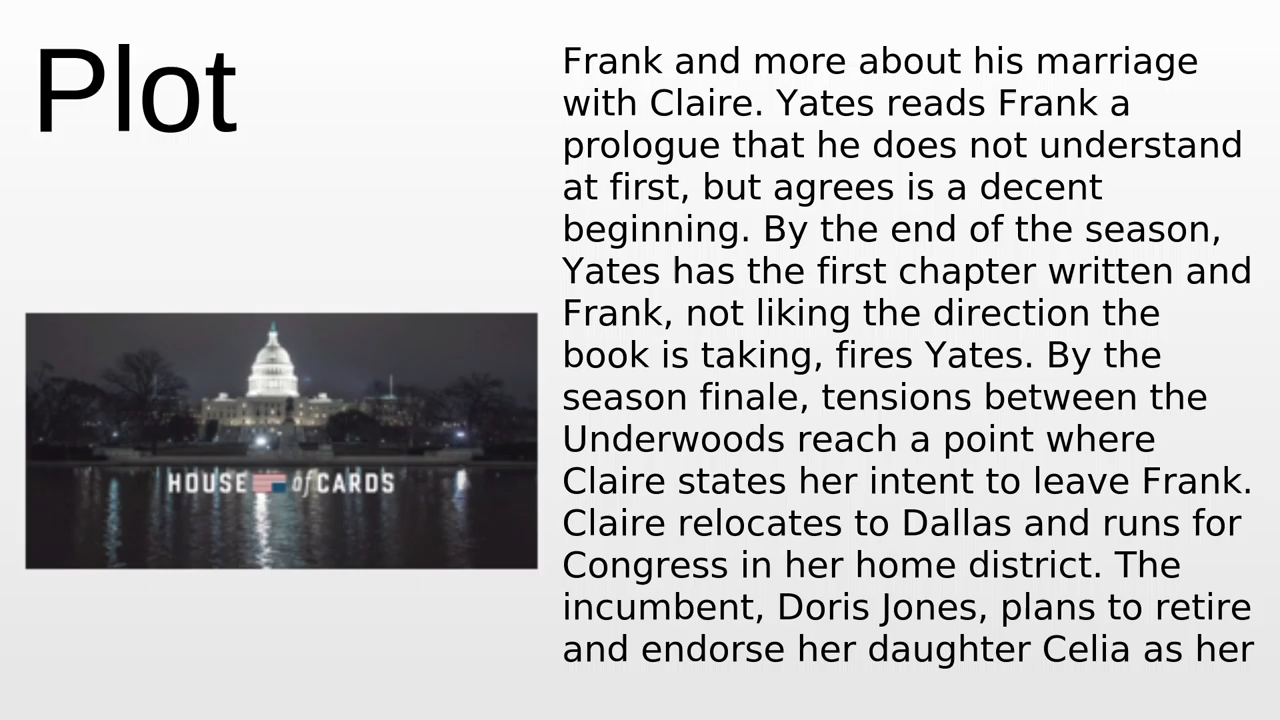 Plot
Frank and more about his marriage
with Claire. Yates reads Frank a
prologue that he does not understand
at first, but agrees is a decent
beginning. By the end of the season,
Yates has the first chapter written and
Frank, not liking the direction the
book is taking, fires Yates. By the
season finale, tensions between the
Underwoods reach a point where
Claire states her intent to leave Frank.
Claire relocates to Dallas and runs for
Congress in her home district. The
incumbent, Doris Jones, plans to retire
and endorse her daughter Celia as her
HOUSE of CARDS